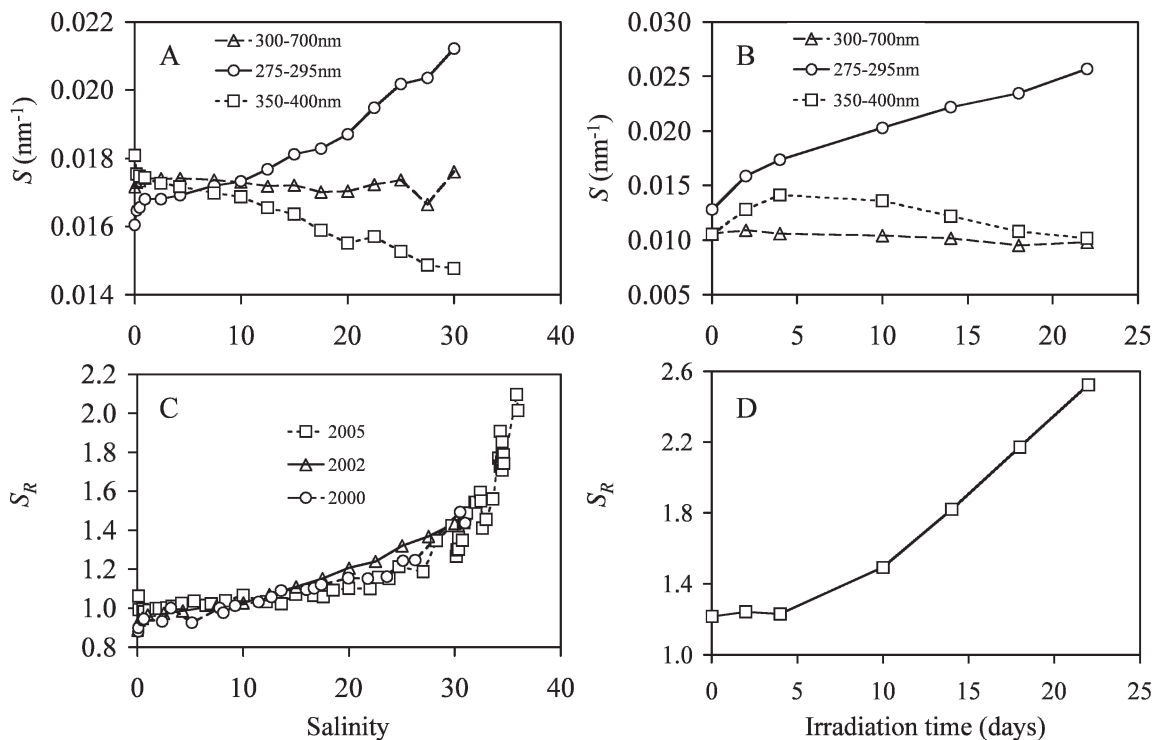 A
300-700nm
275-295nm
350-400nm
S (nm⁻¹)
0.022
0.020
0.018
0.016
0.014
0 10 20 30 40
B
300-700nm
275-295nm
350-400nm
S (nm⁻¹)
0.030
0.025
0.020
0.015
0.010
0.005
0 5 10 15 20 25
C
2005
2002
2000
S_R
2.2
2.0
1.8
1.6
1.4
1.2
1.0
0.8
0 10 20 30 40
Salinity
D
S_R
2.6
2.2
1.8
1.4
1.0
0 5 10 15 20 25
Irradiation time (days)